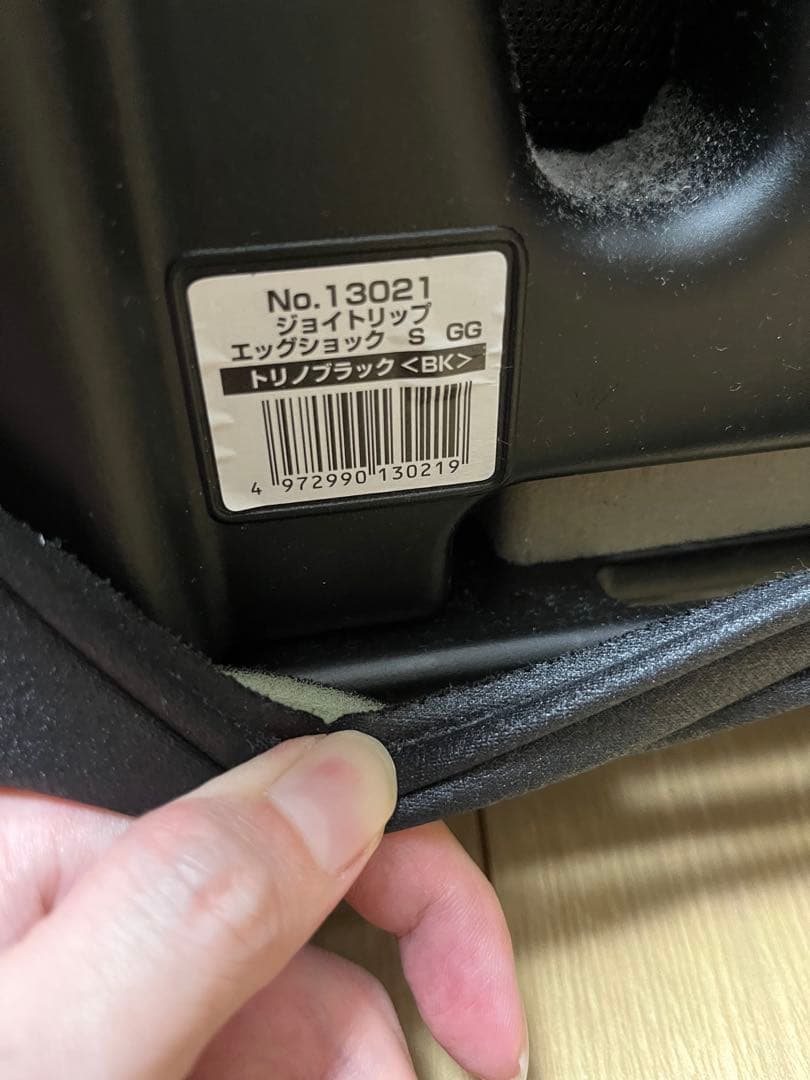 No.13021
ジョイトリップ
エッグショック S GG
トリノブラック<BK>
4 972990 130219